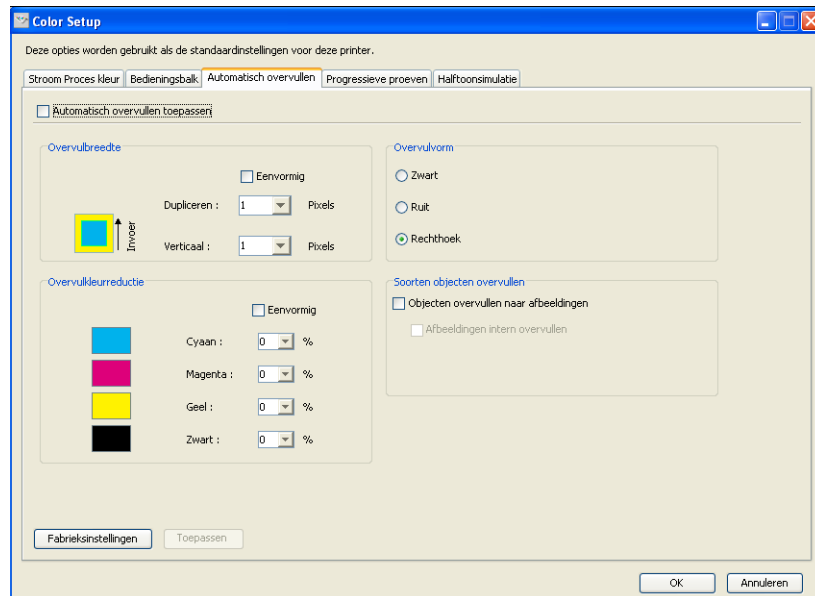 Color Setup
Deze opties worden gebruikt als de standaardinstellingen voor deze printer.
Stroom Proces kleur Bedieningsbalk Automatisch overvullen Progressieve proeven Halftoonsimulatie
Automatisch overvullen toepassen
Overvulbreedte
Eenvormig
Dupliceren : 1 Pixels
Invoer
Verticaal : 1 Pixels
Overvulvorm
Zwart
Ruit
Rechthoek
Overvulkleurreductie
Eenvormig
Cyaan : 0 %
Magenta : 0 %
Geel : 0 %
Zwart : 0 %
Soorten objecten overvullen
Objecten overvullen naar afbeeldingen
Afbeeldingen intern overvullen
Fabrieksinstellingen Toepassen
OK Annuleren